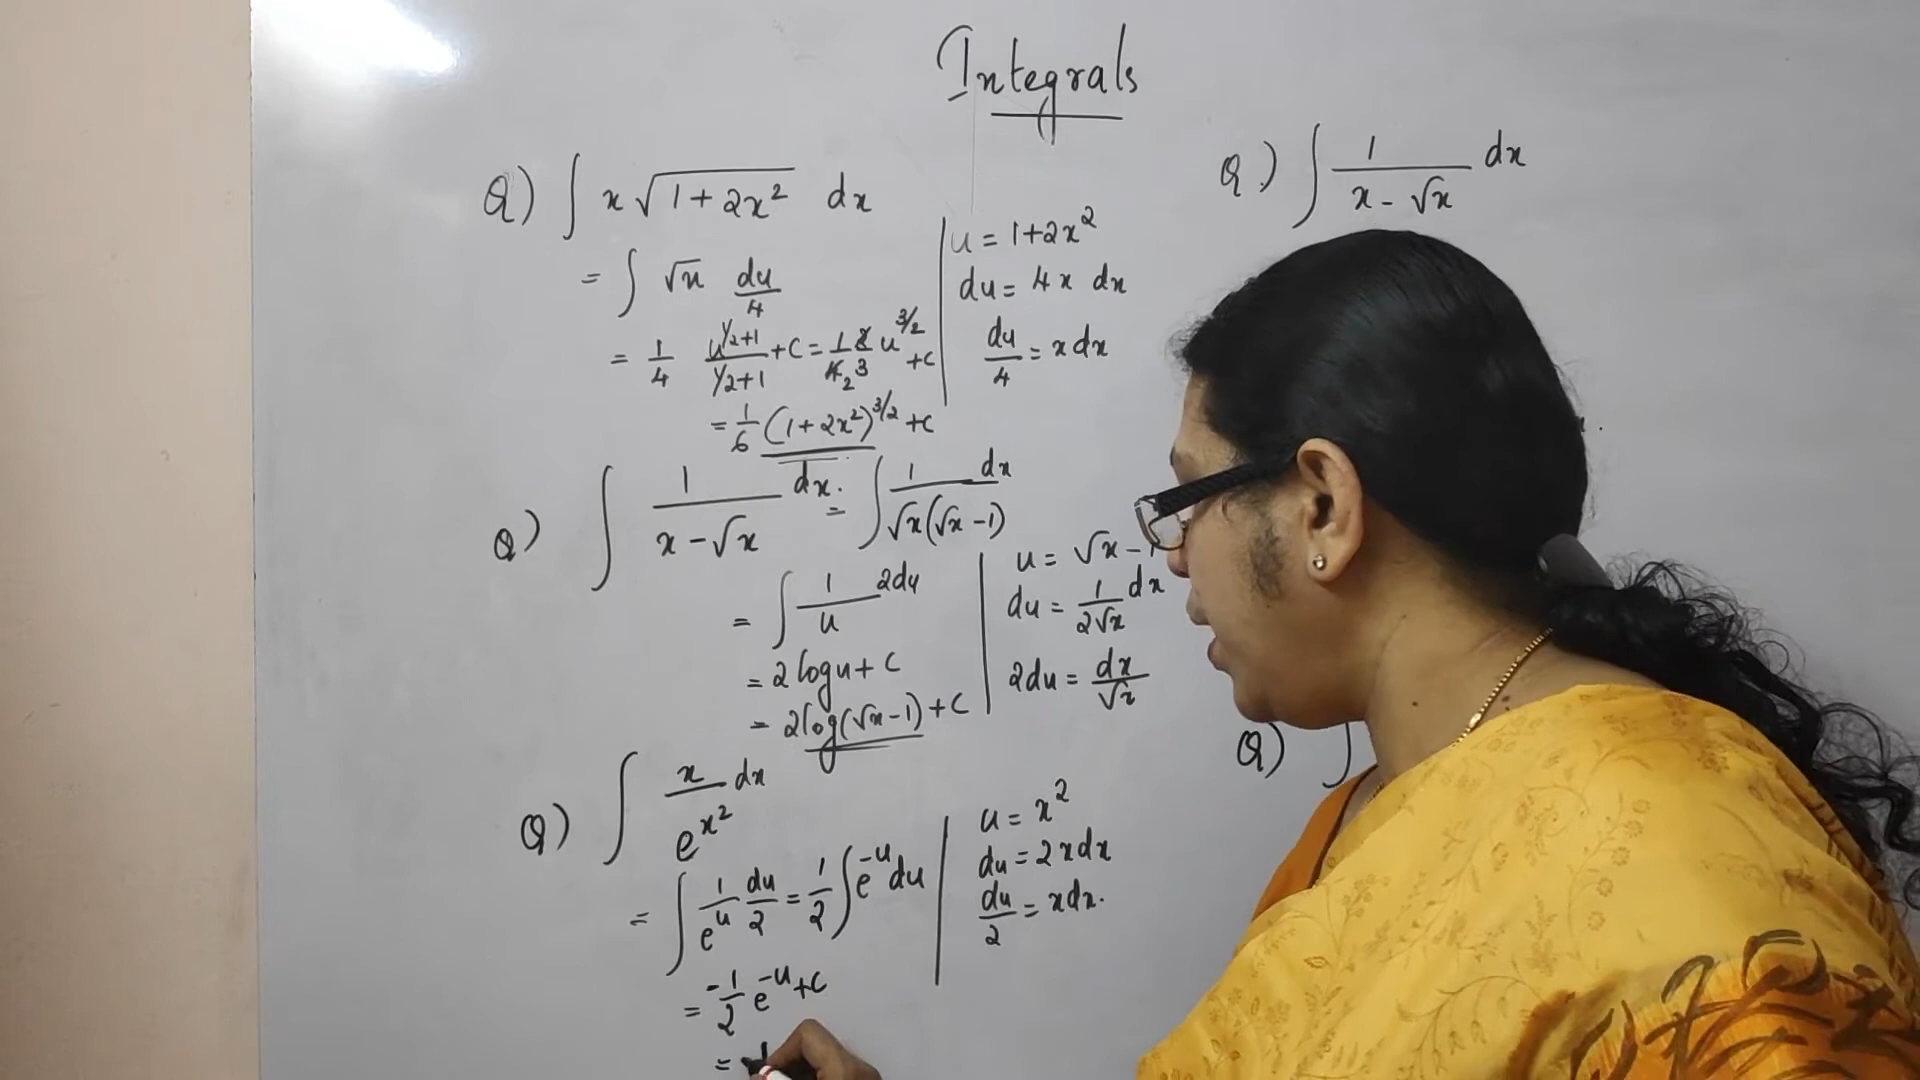 Integrals
Q) ∫ x √(1+2x²) dx
= ∫ √u du/4
= 1/4 u^(1/2+1)/(1/2+1) + C = 1/4 2/3 u^(3/2) + C
= 1/6 (1+2x²)^(3/2) + C
u = 1+2x²
du = 4x dx
du/4 = x dx
Q) ∫ 1/(x-√x) dx. = ∫ 1/(√x(√x-1)) dx
= ∫ 1/u 2du
= 2 log u + C
= 2 log(√x-1) + C
u = √x-1
du = 1/(2√x) dx
2du = dx/√x
Q) ∫ x/e^(x²) dx
= ∫ 1/e^u du/2 = 1/2 ∫ e^(-u) du
= -1/2 e^(-u) + C
=
u = x²
du = 2x dx
du/2 = x dx.
Q.) ∫ 1/(x-√x) dx
Q) ∫